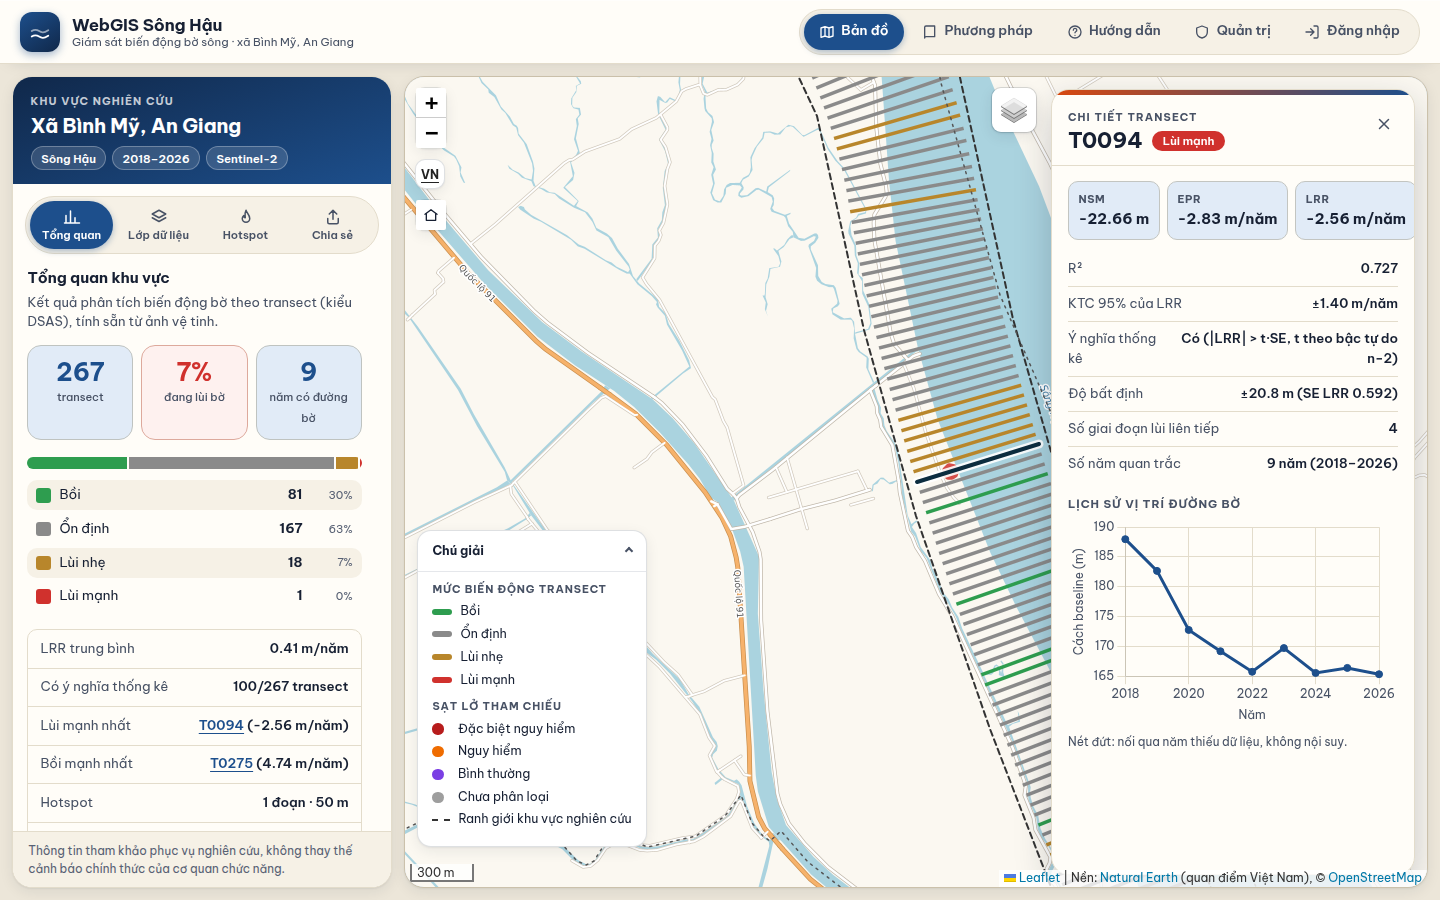 WebGIS Sông Hậu
Giám sát biến động bờ sông · xã Bình Mỹ, An Giang
Bản đồ
Phương pháp
Hướng dẫn
Quản trị
Đăng nhập
KHU VỰC NGHIÊN CỨU
Xã Bình Mỹ, An Giang
Sông Hậu
2018–2026
Sentinel-2
Tổng quan
Lớp dữ liệu
Hotspot
Chia sẻ
Tổng quan khu vực
Kết quả phân tích biến động bờ theo transect (kiểu
DSAS), tính sẵn từ ảnh vệ tinh.
267
transect
7%
đang lùi bờ
9
năm có đường
bờ
Bồi 81 30%
Ổn định 167 63%
Lùi nhẹ 18 7%
Lùi mạnh 1 0%
LRR trung bình 0.41 m/năm
Có ý nghĩa thống kê 100/267 transect
Lùi mạnh nhất T0094 (-2.56 m/năm)
Bồi mạnh nhất T0275 (4.74 m/năm)
Hotspot 1 đoạn · 50 m
Thông tin tham khảo phục vụ nghiên cứu, không thay thế
cảnh báo chính thức của cơ quan chức năng.
+
−
VN
Quốc lộ 91
Quốc lộ 91
Chú giải
MỨC BIẾN ĐỘNG TRANSECT
Bồi
Ổn định
Lùi nhẹ
Lùi mạnh
SẠT LỞ THAM CHIẾU
Đặc biệt nguy hiểm
Nguy hiểm
Bình thường
Chưa phân loại
Ranh giới khu vực nghiên cứu
300 m
CHI TIẾT TRANSECT
T0094 Lùi mạnh
NSM
-22.66 m
EPR
-2.83 m/năm
LRR
-2.56 m/năm
R² 0.727
KTC 95% của LRR ±1.40 m/năm
Ý nghĩa thống Có (|LRR| > t·SE, t theo bậc tự do
kê n-2)
Độ bất định ±20.8 m (SE LRR 0.592)
Số giai đoạn lùi liên tiếp 4
Số năm quan trắc 9 năm (2018–2026)
LỊCH SỬ VỊ TRÍ ĐƯỜNG BỜ
Cách baseline (m)
190
185
180
175
170
165
2018 2020 2022 2024 2026
Năm
Nét đứt: nối qua năm thiếu dữ liệu, không nội suy.
Leaflet | Nền: Natural Earth (quan điểm Việt Nam), © OpenStreetMap